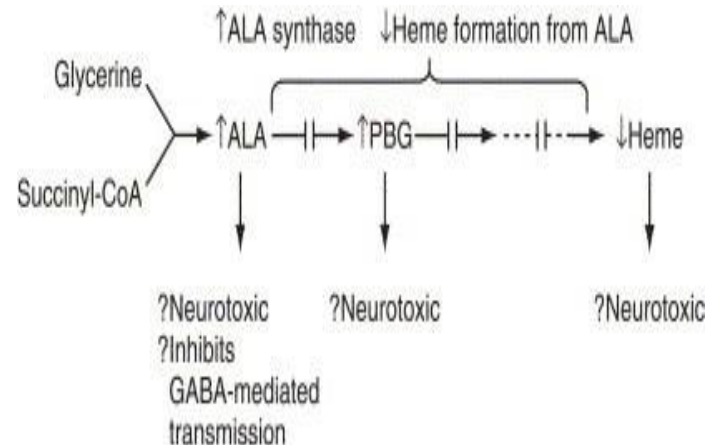 ↑ALA synthase ↓Heme formation from ALA
Glycerine
↑ALA ↑PBG ↓Heme
Succinyl-CoA
?Neurotoxic ?Neurotoxic ?Neurotoxic
?Inhibits
GABA-mediated
transmission